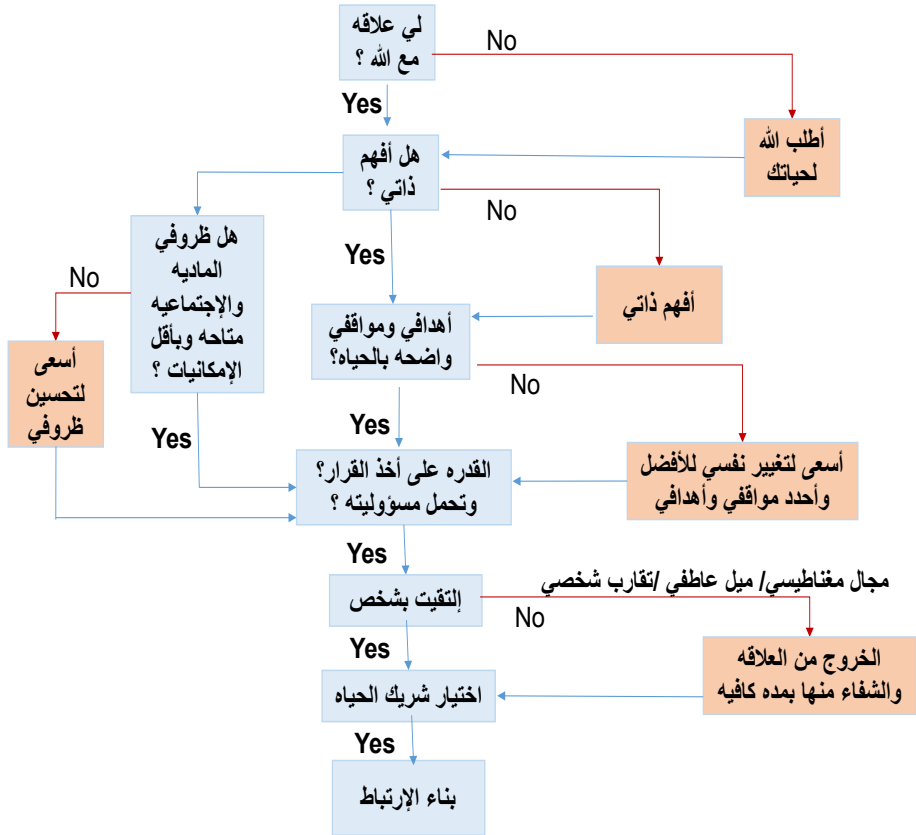 لي علاقه
مع الله ؟
No
Yes
أطلب الله
لحياتك
هل أفهم
ذاتي ؟
No
Yes
هل ظروفي
الماديه
والإجتماعيه
متاحه وبأقل
الإمكانيات ؟
No
Yes
أفهم ذاتي
أهدافي ومواقفي
واضحه بالحياه؟
No
Yes
أسعى
لتحسين
ظروفي
أسعى لتغيير نفسي للأفضل
وأحدد مواقفي وأهدافي
القدره على أخذ القرار؟
وتحمل مسؤوليته ؟
Yes
مجال مغناطيسي/ ميل عاطفي /تقارب شخصي
إلتقيت بشخص
No
Yes
الخروج من العلاقه
والشفاء منها بمده كافيه
اختيار شريك الحياه
Yes
بناء الإرتباط